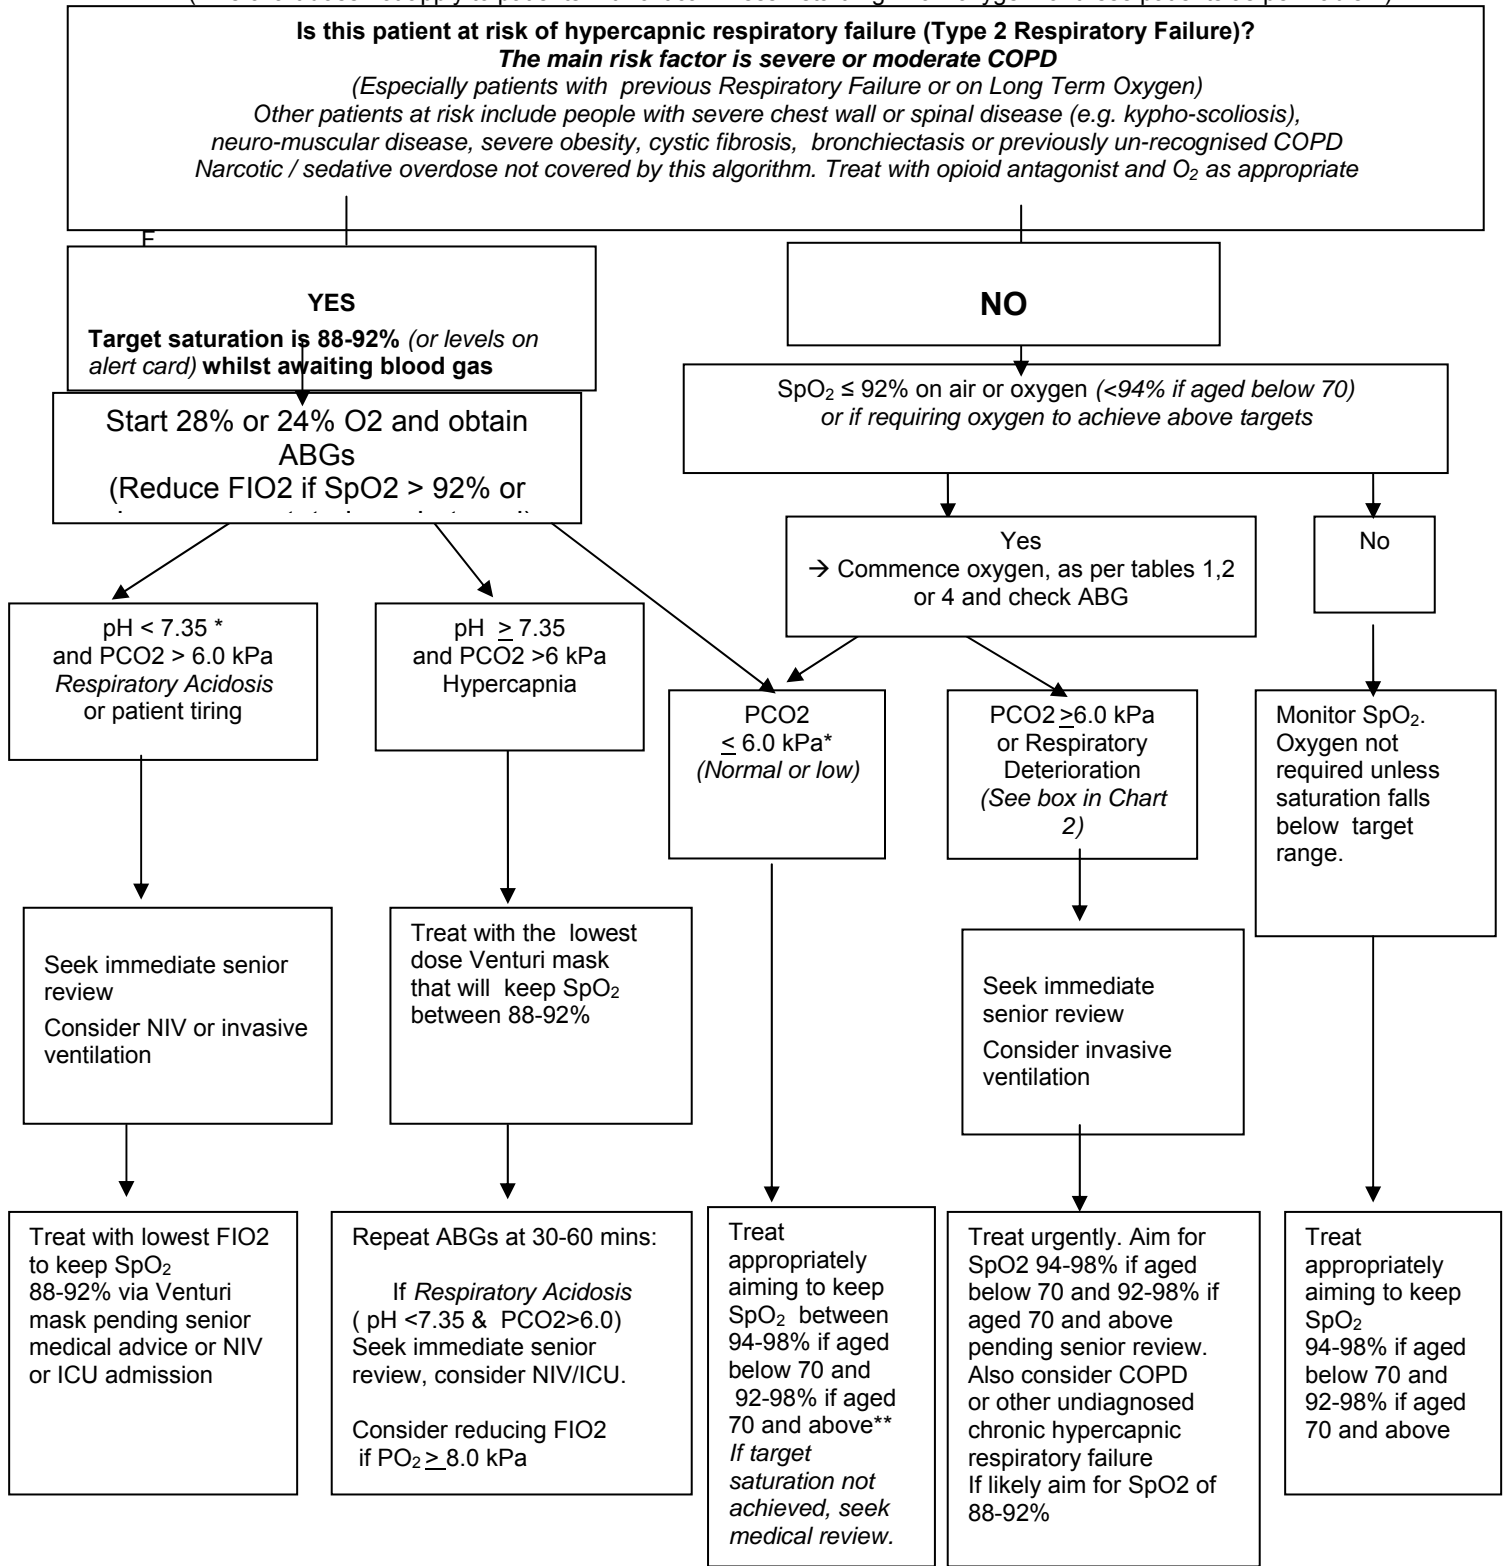 Is this patient at risk of hypercapnic respiratory failure (Type 2 Respiratory Failure)?
The main risk factor is severe or moderate COPD
(Especially patients with previous Respiratory Failure or on Long Term Oxygen)
Other patients at risk include people with severe chest wall or spinal disease (e.g. kypho-scoliosis),
neuro-muscular disease, severe obesity, cystic fibrosis, bronchiectasis or previously un-recognised COPD
Narcotic / sedative overdose not covered by this algorithm. Treat with opioid antagonist and O₂ as appropriate
YES
Target saturation is 88-92% (or levels on
alert card) whilst awaiting blood gas
NO
Start 28% or 24% O2 and obtain
ABGs
(Reduce FIO2 if SpO2 > 92% or
SpO₂ ≤ 92% on air or oxygen (<94% if aged below 70)
or if requiring oxygen to achieve above targets
Yes
→ Commence oxygen, as per tables 1,2
or 4 and check ABG
No
pH < 7.35 *
and PCO2 > 6.0 kPa
Respiratory Acidosis
or patient tiring
pH ≥ 7.35
and PCO2 >6 kPa
Hypercapnia
PCO2
≤ 6.0 kPa*
(Normal or low)
PCO2 ≥6.0 kPa
or Respiratory
Deterioration
(See box in Chart
2)
Monitor SpO₂.
Oxygen not
required unless
saturation falls
below target
range.
Seek immediate senior
review
Consider NIV or invasive
ventilation
Treat with the lowest
dose Venturi mask
that will keep SpO₂
between 88-92%
Seek immediate
senior review
Consider invasive
ventilation
Treat with lowest FIO2
to keep SpO₂
88-92% via Venturi
mask pending senior
medical advice or NIV
or ICU admission
Repeat ABGs at 30-60 mins:
If Respiratory Acidosis
( pH <7.35 & PCO2>6.0)
Seek immediate senior
review, consider NIV/ICU.
Consider reducing FIO2
if PO₂ ≥ 8.0 kPa
Treat
appropriately
aiming to keep
SpO₂ between
94-98% if aged
below 70 and
92-98% if aged
70 and above**
If target
saturation not
achieved, seek
medical review.
Treat urgently. Aim for
SpO2 94-98% if aged
below 70 and 92-98% if
aged 70 and above
pending senior review.
Also consider COPD
or other undiagnosed
chronic hypercapnic
respiratory failure
If likely aim for SpO2 of
88-92%
Treat
appropriately
aiming to keep
SpO₂
94-98% if aged
below 70 and
92-98% if aged
70 and above